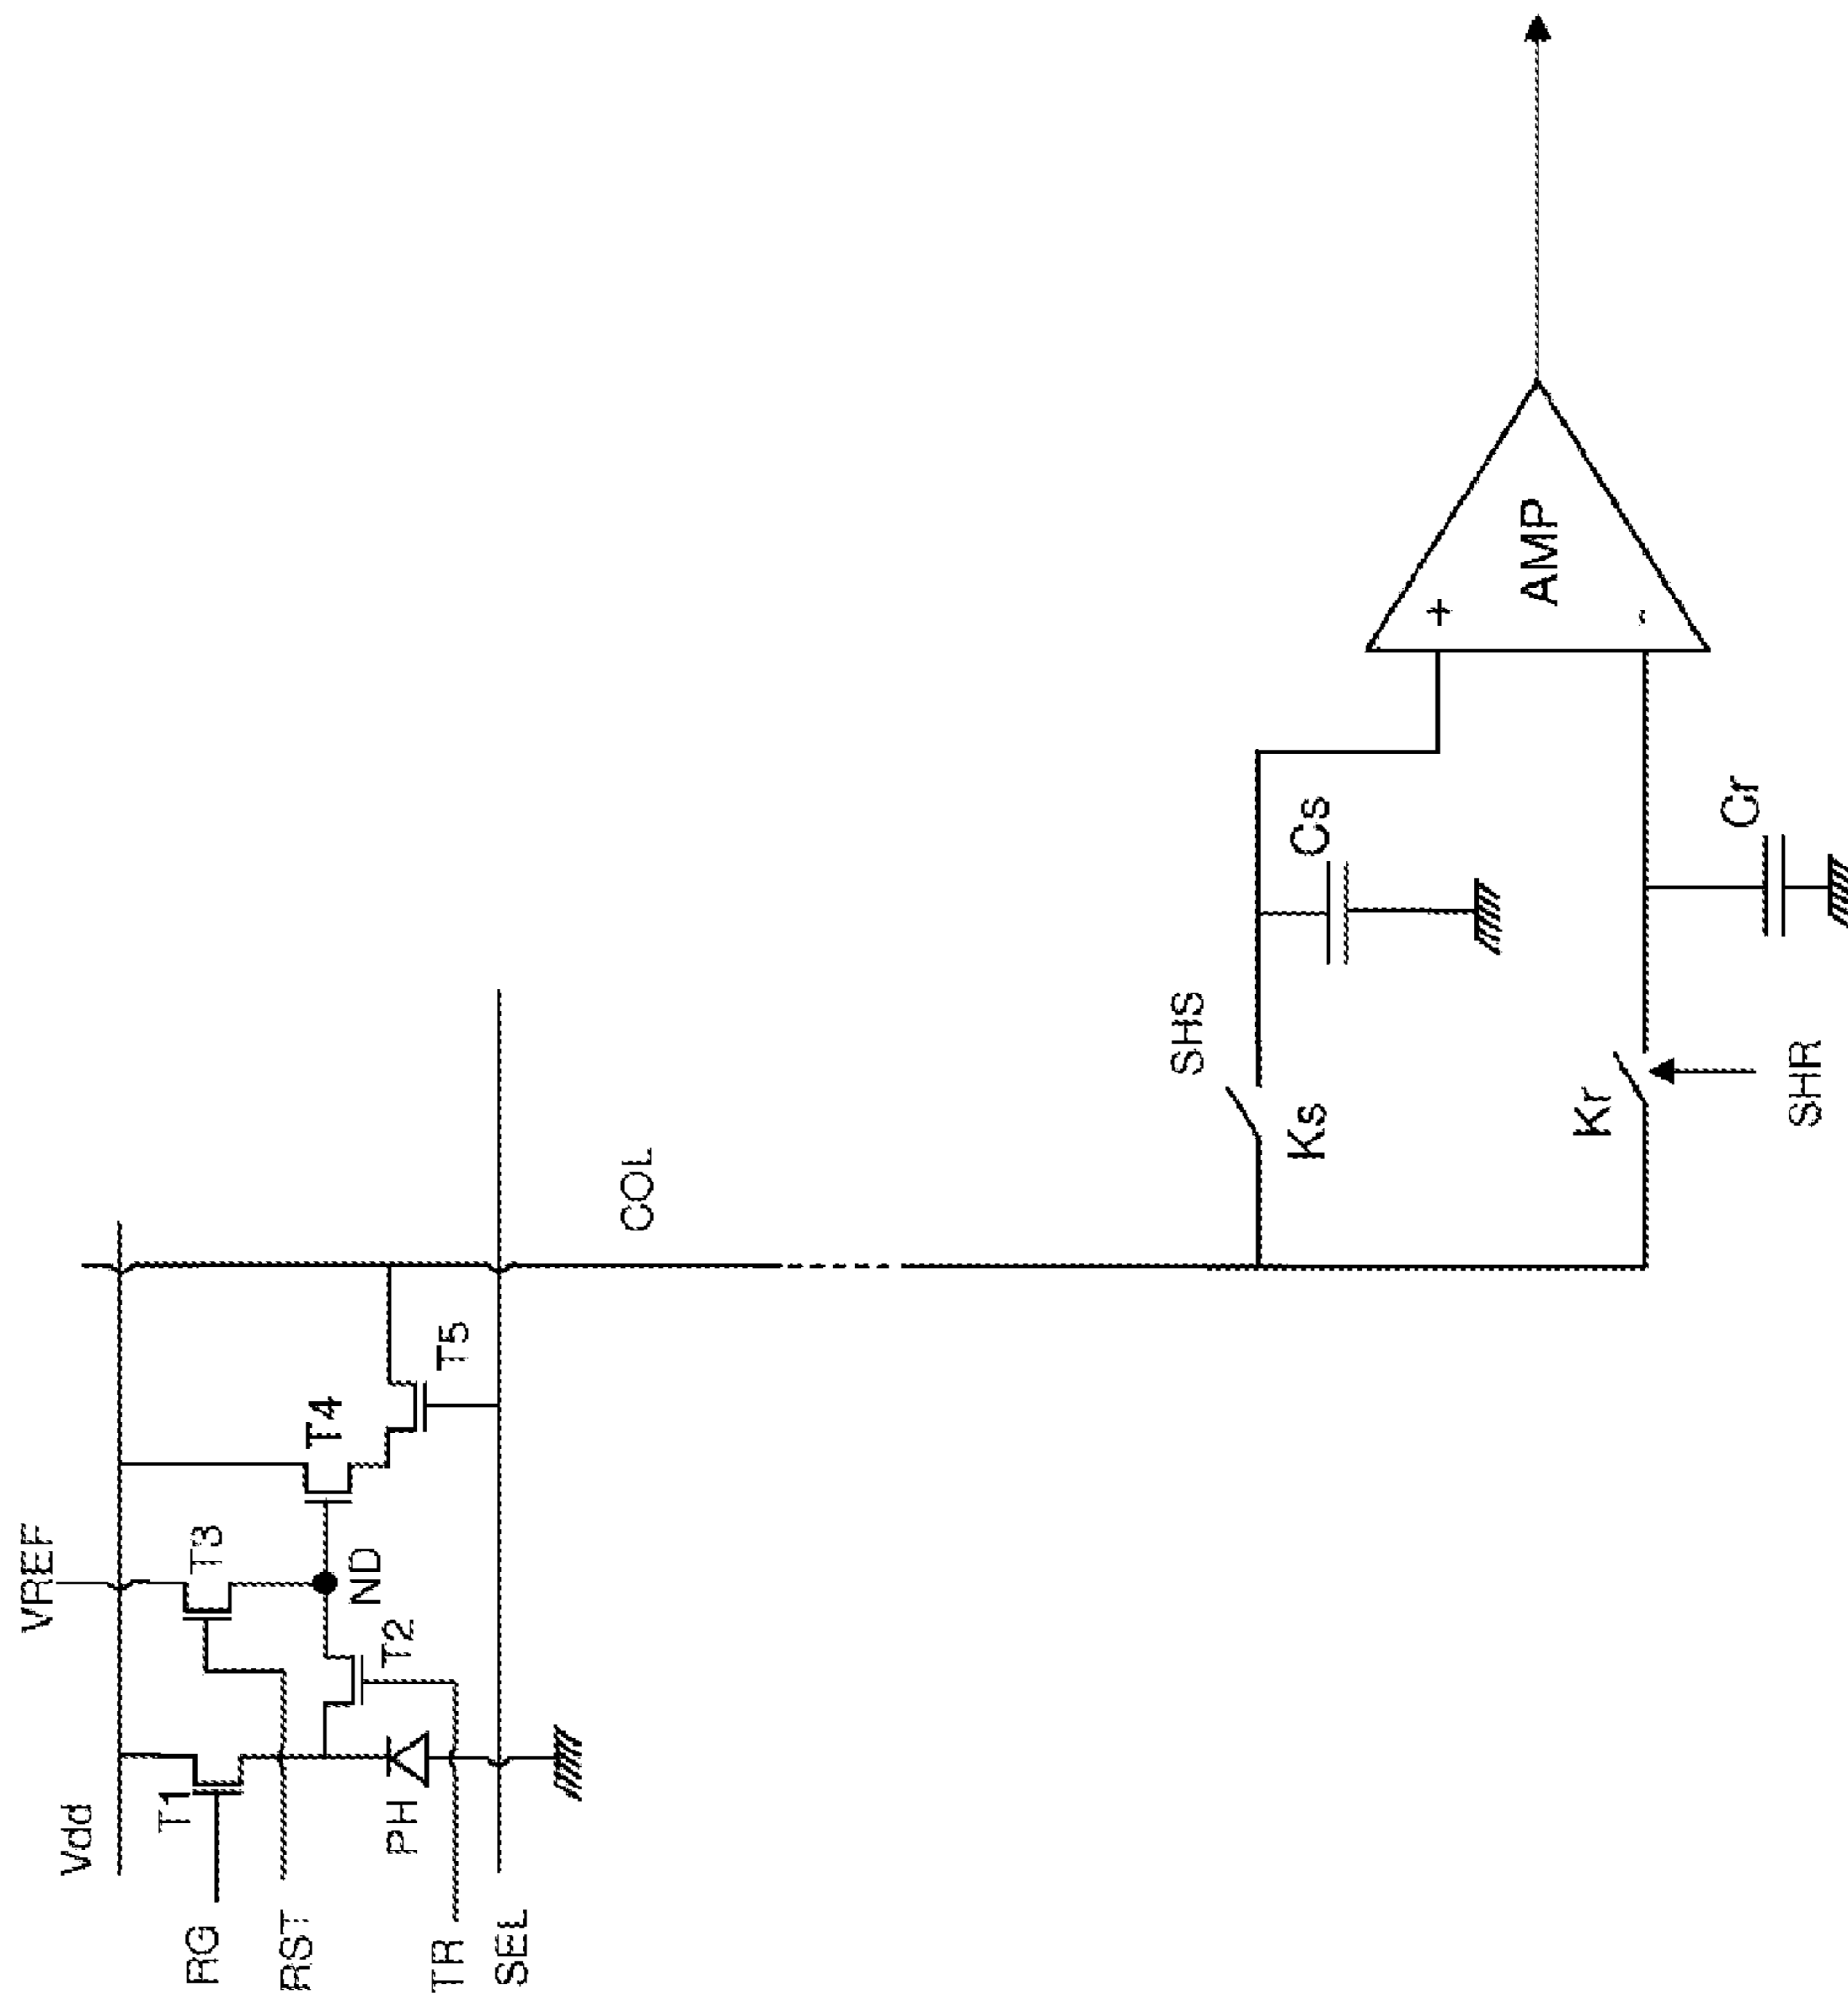 VREF
Vdd
T1
T3
T4
RG
RST
ND
T2
T5
PH
TR
SEL
COL
SHS
Ks
Cs
+
AMP
-
Kr
SHR
Cr